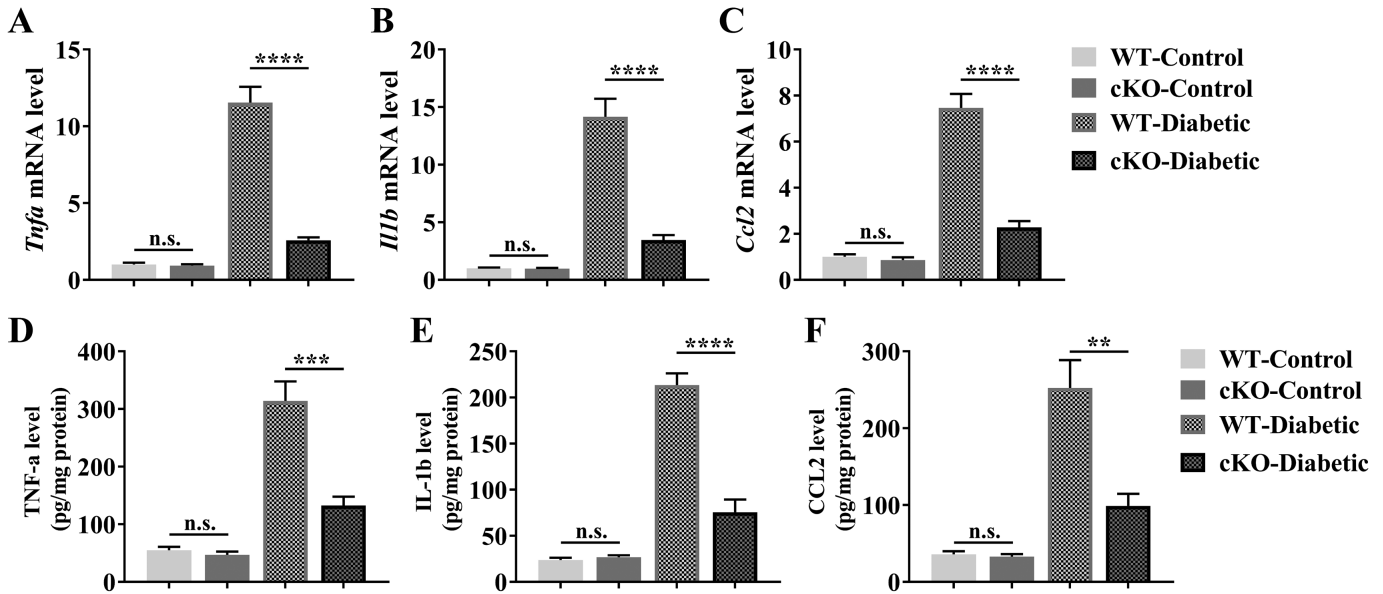 A
Tnfa mRNA level
15
10
5
0
n.s.
****
B
Il1b mRNA level
20
15
10
5
0
n.s.
****
C
Ccl2 mRNA level
10
8
6
4
2
0
n.s.
****
WT-Control
cKO-Control
WT-Diabetic
cKO-Diabetic
D
TNF-a level
(pg/mg protein)
400
300
200
100
0
n.s.
***
E
IL-1b level
(pg/mg protein)
250
200
150
100
50
0
n.s.
****
F
CCL2 level
(pg/mg protein)
300
200
100
0
n.s.
**
WT-Control
cKO-Control
WT-Diabetic
cKO-Diabetic